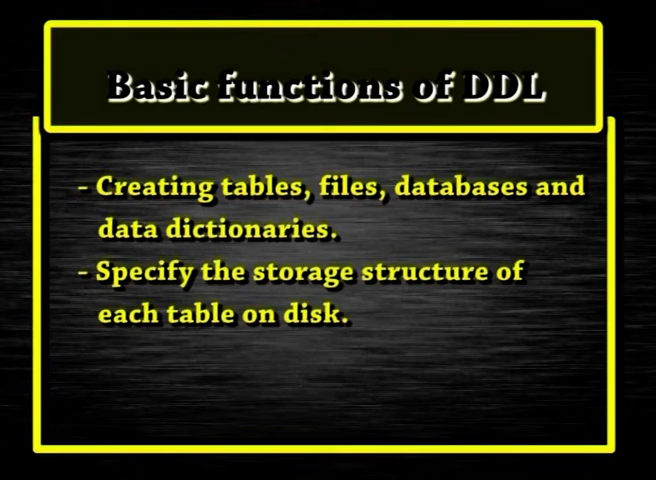 Basic functions of DDL
- Creating tables, files, databases and
data dictionaries.
- Specify the storage structure of
each table on disk.